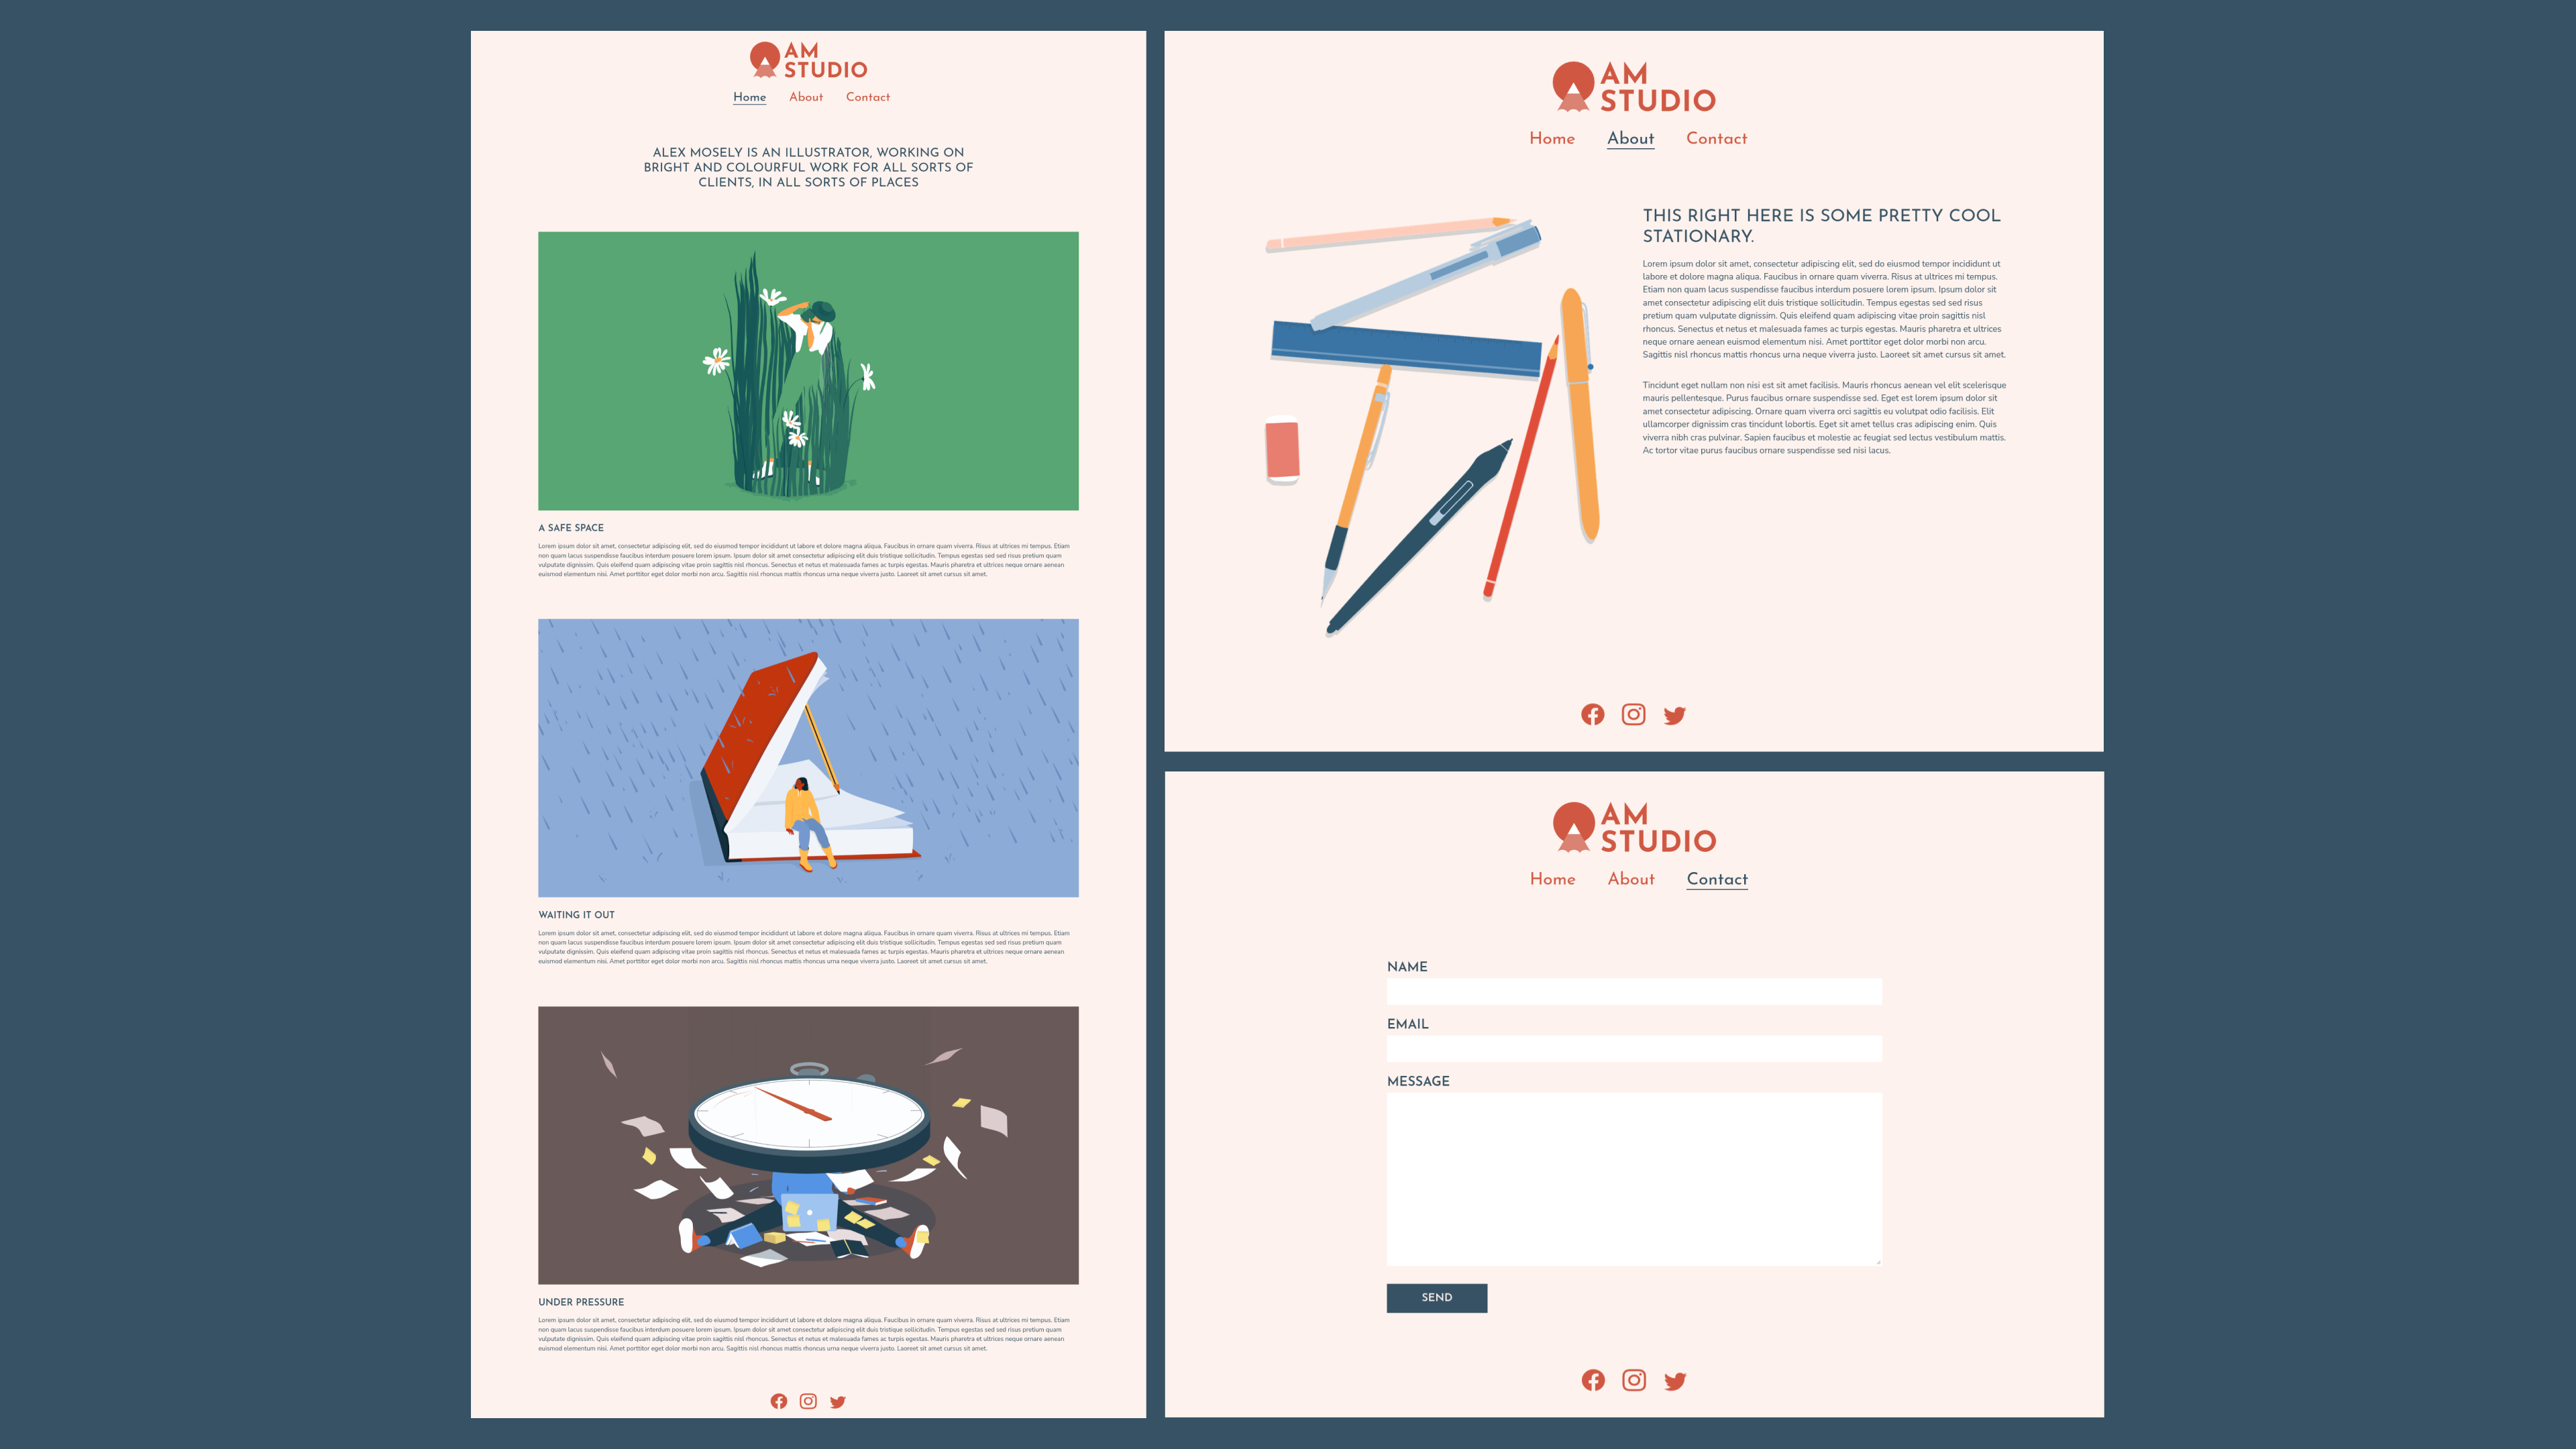 AM
STUDIO
Home About Contact
ALEX MOSELY IS AN ILLUSTRATOR, WORKING ON
BRIGHT AND COLOURFUL WORK FOR ALL SORTS OF
CLIENTS, IN ALL SORTS OF PLACES
A SAFE SPACE
Lorem ipsum dolor sit amet, consectetur adipiscing elit, sed do eiusmod tempor incididunt ut labore et dolore magna aliqua. Faucibus in ornare quam viverra. Risus at ultrices mi tempus. Etiam
non quam lacus suspendisse faucibus interdum posuere lorem ipsum. Ipsum dolor sit amet consectetur adipiscing elit duis tristique sollicitudin. Tempus egestas sed sed risus pretium quam
vulputate dignissim. Quis eleifend quam adipiscing vitae proin sagittis nisl rhoncus. Senectus et netus et malesuada fames ac turpis egestas. Mauris pharetra et ultrices neque ornare aenean
euismod elementum nisi. Amet porttitor eget dolor morbi non arcu. Sagittis nisl rhoncus mattis rhoncus urna neque viverra justo. Laoreet sit amet cursus sit amet.
WAITING IT OUT
Lorem ipsum dolor sit amet, consectetur adipiscing elit, sed do eiusmod tempor incididunt ut labore et dolore magna aliqua. Faucibus in ornare quam viverra. Risus at ultrices mi tempus. Etiam
non quam lacus suspendisse faucibus interdum posuere lorem ipsum. Ipsum dolor sit amet consectetur adipiscing elit duis tristique sollicitudin. Tempus egestas sed sed risus pretium quam
vulputate dignissim. Quis eleifend quam adipiscing vitae proin sagittis nisl rhoncus. Senectus et netus et malesuada fames ac turpis egestas. Mauris pharetra et ultrices neque ornare aenean
euismod elementum nisi. Amet porttitor eget dolor morbi non arcu. Sagittis nisl rhoncus mattis rhoncus urna neque viverra justo. Laoreet sit amet cursus sit amet.
UNDER PRESSURE
Lorem ipsum dolor sit amet, consectetur adipiscing elit, sed do eiusmod tempor incididunt ut labore et dolore magna aliqua. Faucibus in ornare quam viverra. Risus at ultrices mi tempus. Etiam
non quam lacus suspendisse faucibus interdum posuere lorem ipsum. Ipsum dolor sit amet consectetur adipiscing elit duis tristique sollicitudin. Tempus egestas sed sed risus pretium quam
vulputate dignissim. Quis eleifend quam adipiscing vitae proin sagittis nisl rhoncus. Senectus et netus et malesuada fames ac turpis egestas. Mauris pharetra et ultrices neque ornare aenean
euismod elementum nisi. Amet porttitor eget dolor morbi non arcu. Sagittis nisl rhoncus mattis rhoncus urna neque viverra justo. Laoreet sit amet cursus sit amet.
AM
STUDIO
Home About Contact
THIS RIGHT HERE IS SOME PRETTY COOL
STATIONARY.
Lorem ipsum dolor sit amet, consectetur adipiscing elit, sed do eiusmod tempor incididunt ut
labore et dolore magna aliqua. Faucibus in ornare quam viverra. Risus at ultrices mi tempus.
Etiam non quam lacus suspendisse faucibus interdum posuere lorem ipsum. Ipsum dolor sit
amet consectetur adipiscing elit duis tristique sollicitudin. Tempus egestas sed sed risus
pretium quam vulputate dignissim. Quis eleifend quam adipiscing vitae proin sagittis nisl
rhoncus. Senectus et netus et malesuada fames ac turpis egestas. Mauris pharetra et ultrices
neque ornare aenean euismod elementum nisi. Amet porttitor eget dolor morbi non arcu.
Sagittis nisl rhoncus mattis rhoncus urna neque viverra justo. Laoreet sit amet cursus sit amet.
Tincidunt eget nullam non nisi est sit amet facilisis. Mauris rhoncus aenean vel elit scelerisque
mauris pellentesque. Purus faucibus ornare suspendisse sed. Eget est lorem ipsum dolor sit
amet consectetur adipiscing. Ornare quam viverra orci sagittis eu volutpat odio facilisis. Elit
ullamcorper dignissim cras tincidunt lobortis. Eget sit amet tellus cras adipiscing enim. Quis
viverra nibh cras pulvinar. Sapien faucibus et molestie ac feugiat sed lectus vestibulum mattis.
Ac tortor vitae purus faucibus ornare suspendisse sed nisi lacus.
AM
STUDIO
Home About Contact
NAME
EMAIL
MESSAGE
SEND